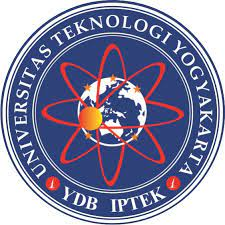 UNIVERSITAS TEKNOLOGI YOGYAKARTA
YDB IPTEK